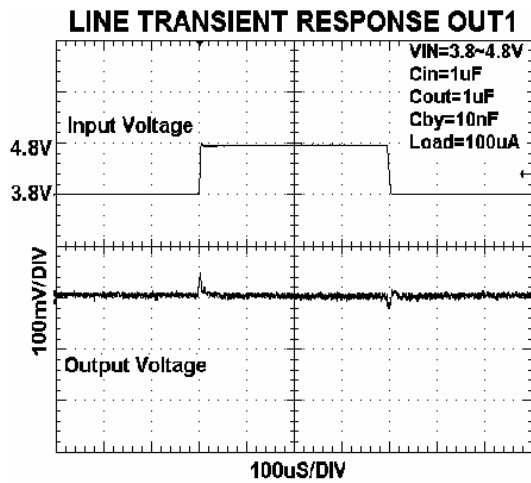 LINE TRANSIENT RESPONSE OUT1
VIN=3.8~4.8V
Cin=1uF
Cout=1uF
Cby=10nF
Load=100uA
Input Voltage
4.8V
3.8V
100mV/DIV
Output Voltage
100uS/DIV